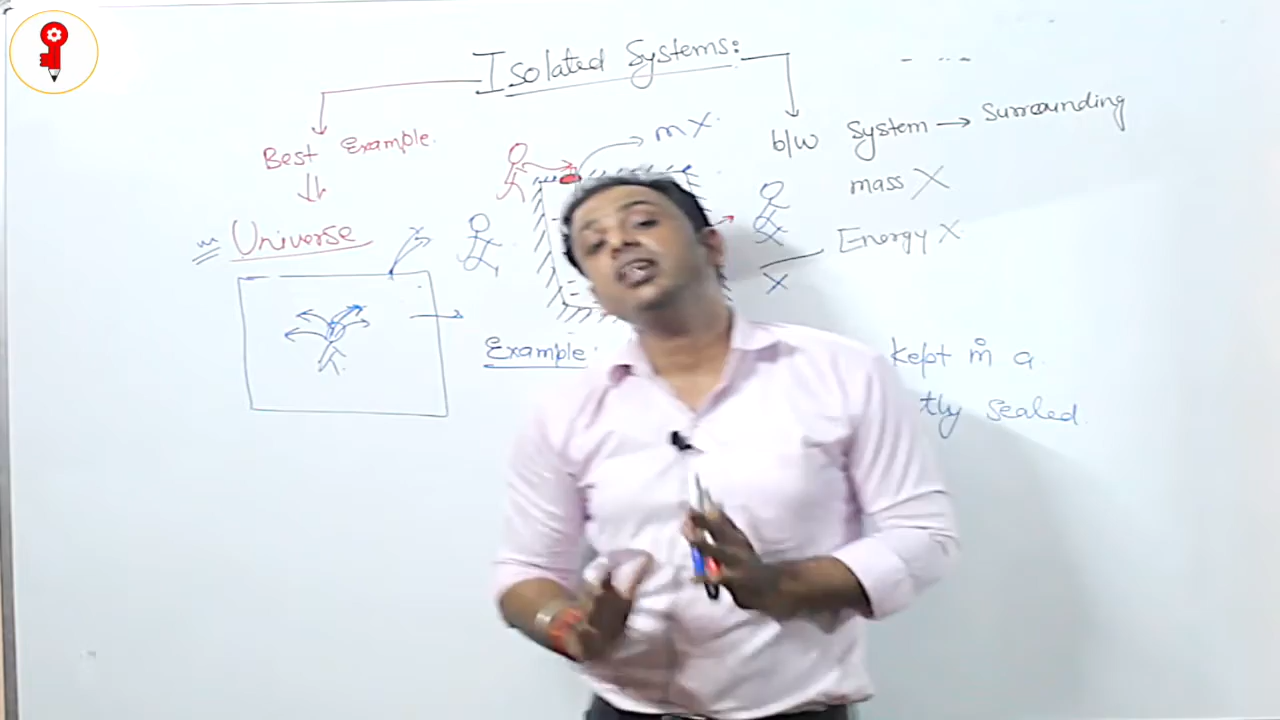 Isolated Systems:
Best Example.
Universe
m X
b/w System → Surrounding
mass X
Energy X
X
Example:
kept in a
tly sealed.